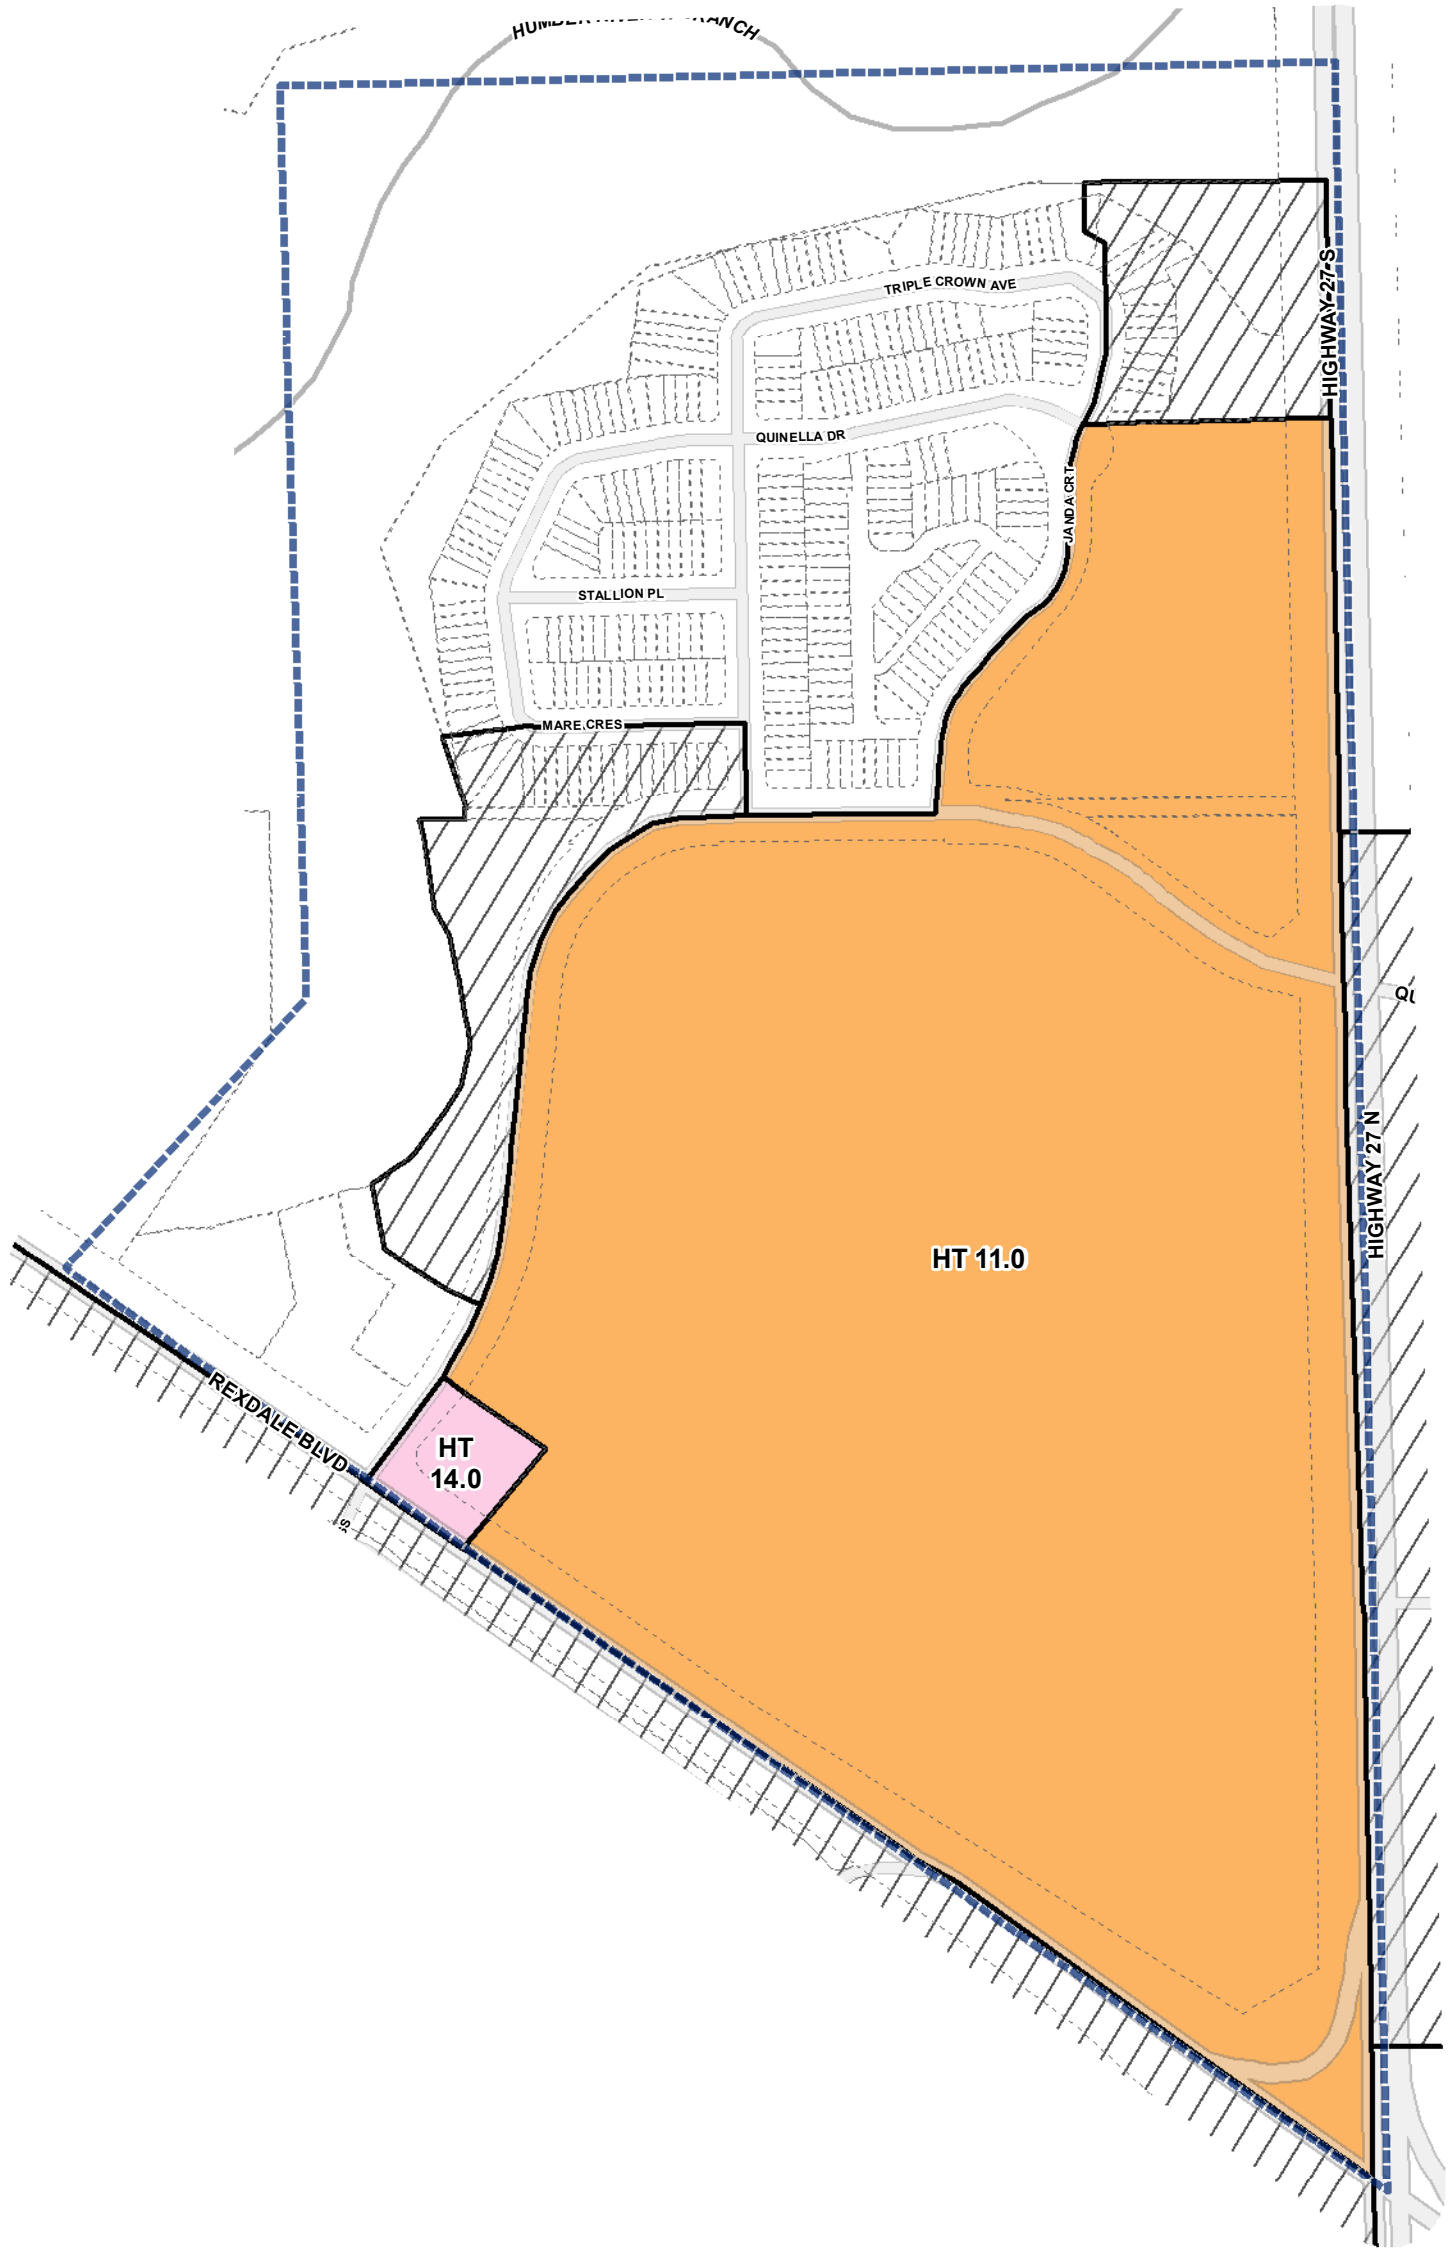 TRIPLE CROWN AVE
HIGHWAY 27 S
QUINELLA DR
JANDA CRT
STALLION PL
MARE CRES
HIGHWAY 27 N
HT 11.0
REXDALE BLVD
HT
14.0